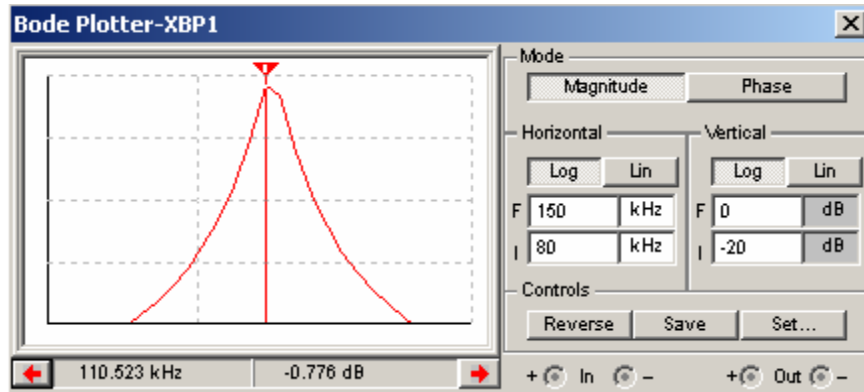 Bode Plotter-XBP1
Mode
Magnitude Phase
Horizontal Vertical
Log Lin Log Lin
F 150 kHz F 0 dB
I 80 kHz I -20 dB
Controls
Reverse Save Set...
110.523 kHz -0.776 dB
+ In - + Out -